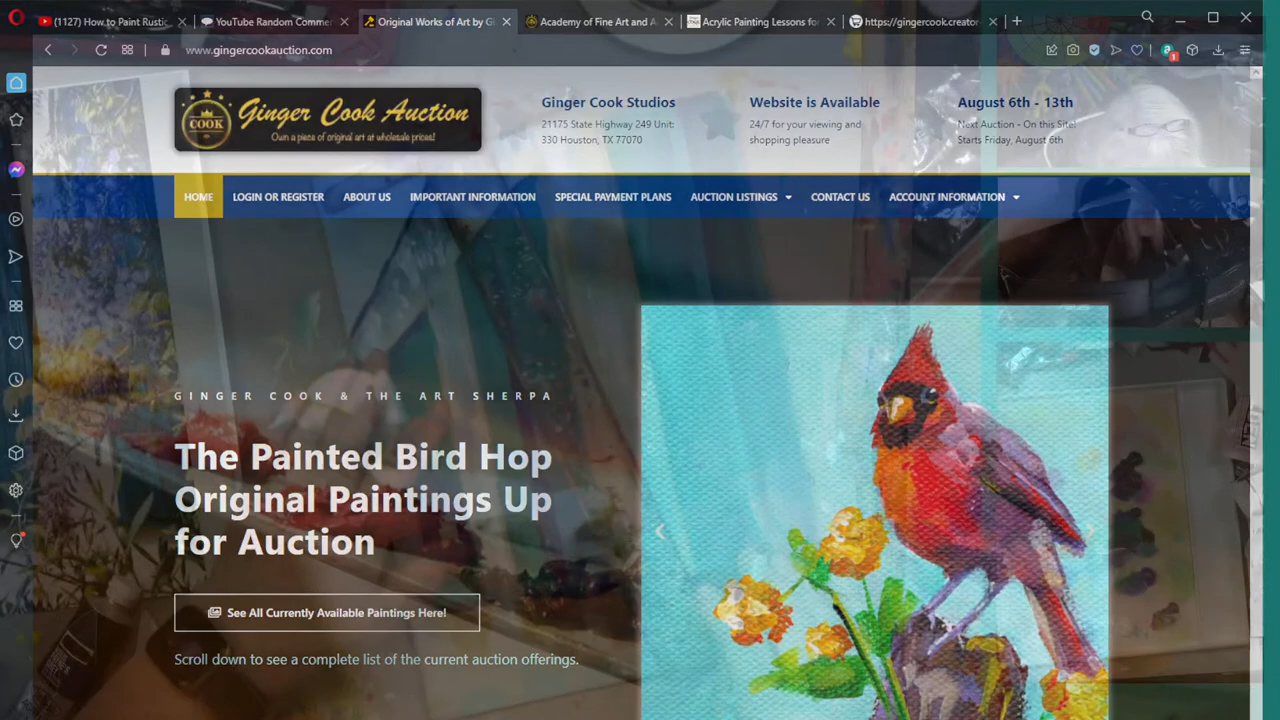 (1127) How to Paint Rustic,
YouTube Random Commer
Original Works of Art by Gi
Academy of Fine Art and A
Acrylic Painting Lessons for
https://gingercook.creator-
www.gingercookauction.com
1
COOK
Ginger Cook Auction
Own a piece of original art at wholesale prices!
Ginger Cook Studios
21175 State Highway 249 Unit:
330 Houston, TX 77070
Website is Available
24/7 for your viewing and
shopping pleasure
August 6th - 13th
Next Auction - On this Site!
Starts Friday, August 6th
HOME
LOGIN OR REGISTER
ABOUT US
IMPORTANT INFORMATION
SPECIAL PAYMENT PLANS
AUCTION LISTINGS
CONTACT US
ACCOUNT INFORMATION
GINGER COOK & THE ART SHERPA
The Painted Bird Hop
Original Paintings Up
for Auction
See All Currently Available Paintings Here!
Scroll down to see a complete list of the current auction offerings.